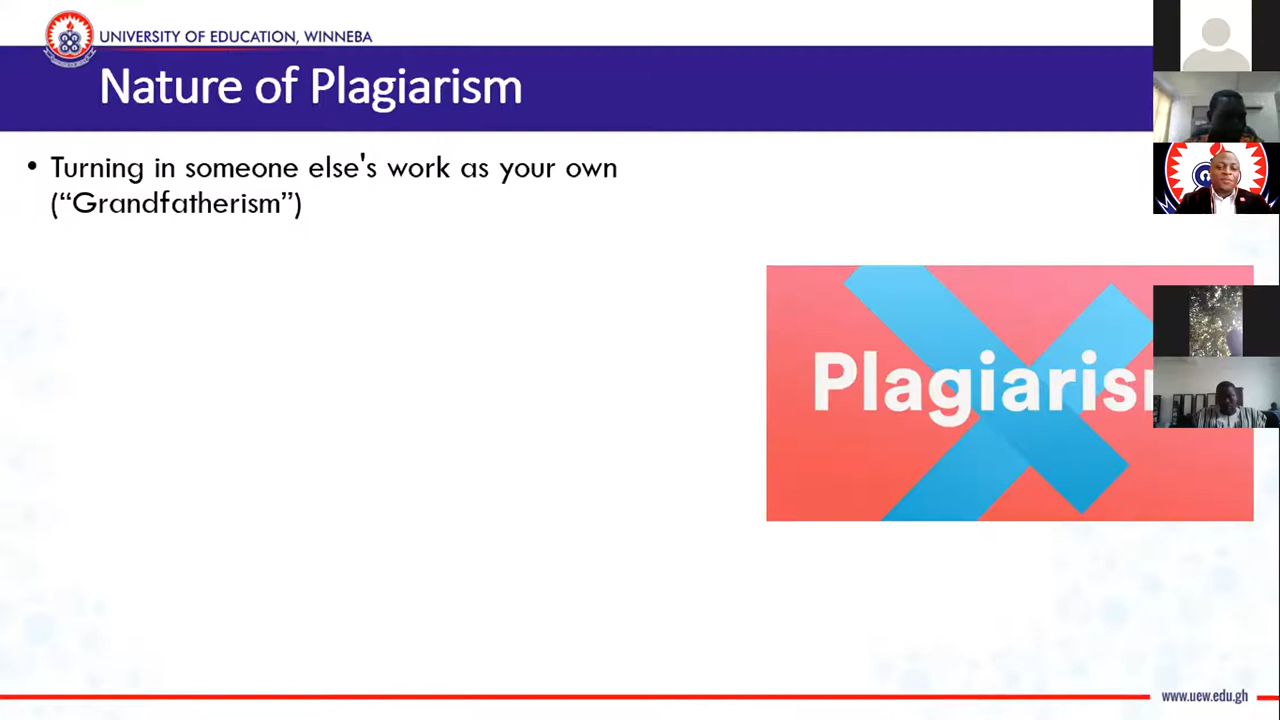 UNIVERSITY OF EDUCATION, WINNEBA
Nature of Plagiarism
• Turning in someone else's work as your own
(“Grandfatherism”)
Plagiaris
www.uew.edu.gh